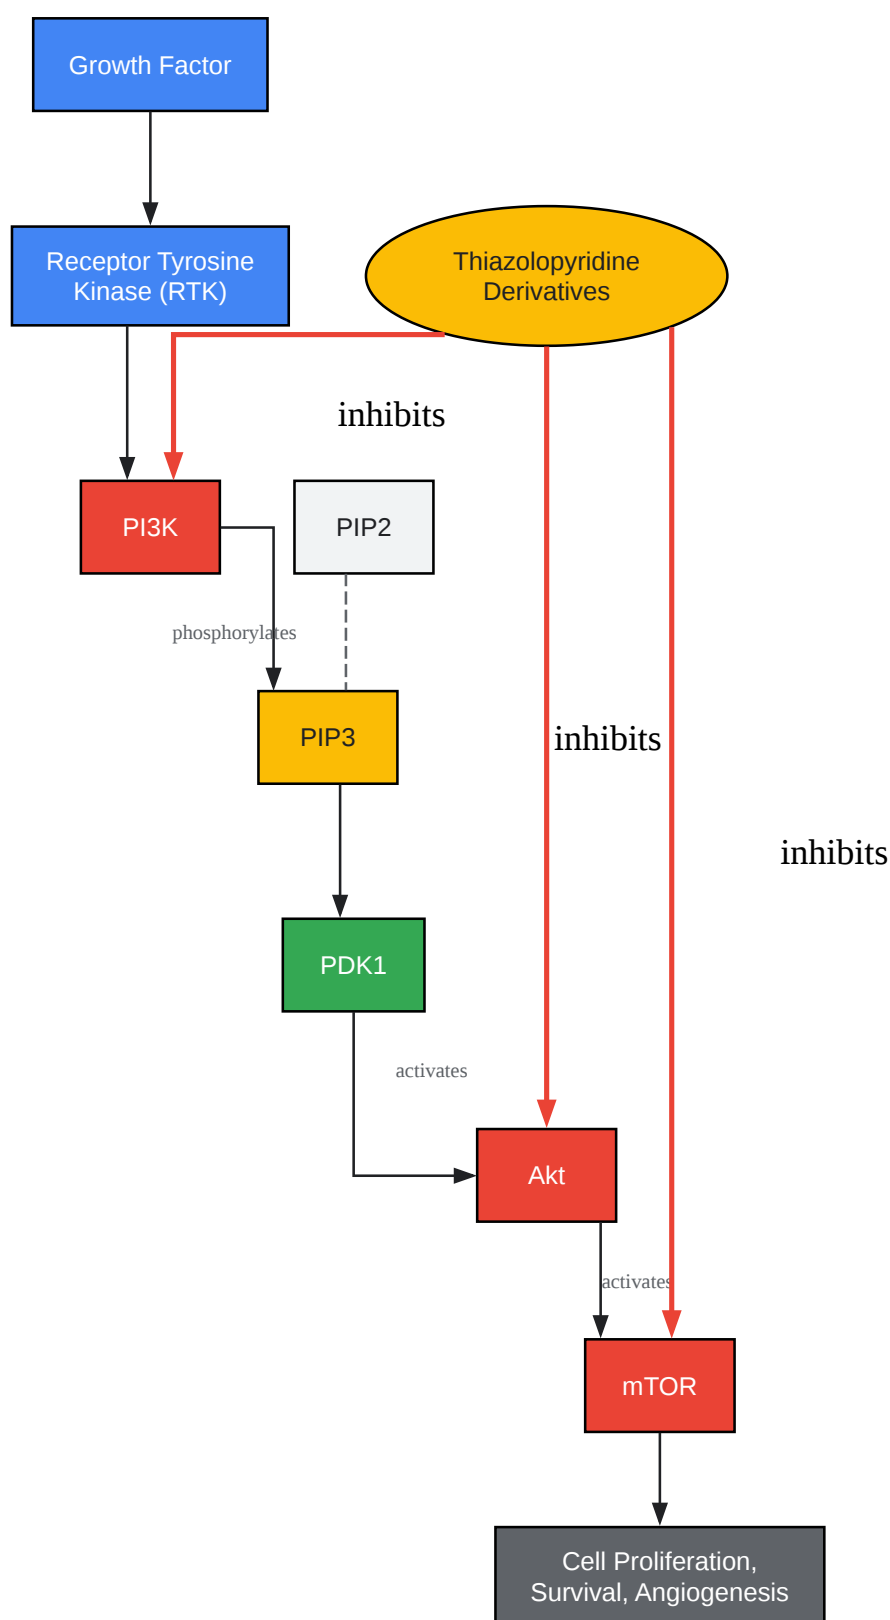 Growth Factor
Receptor Tyrosine
Kinase (RTK)
Thiazolopyridine
Derivatives
inhibits
PI3K
PIP2
phosphorylates
PIP3
inhibits
inhibits
PDK1
activates
Akt
activates
mTOR
Cell Proliferation,
Survival, Angiogenesis